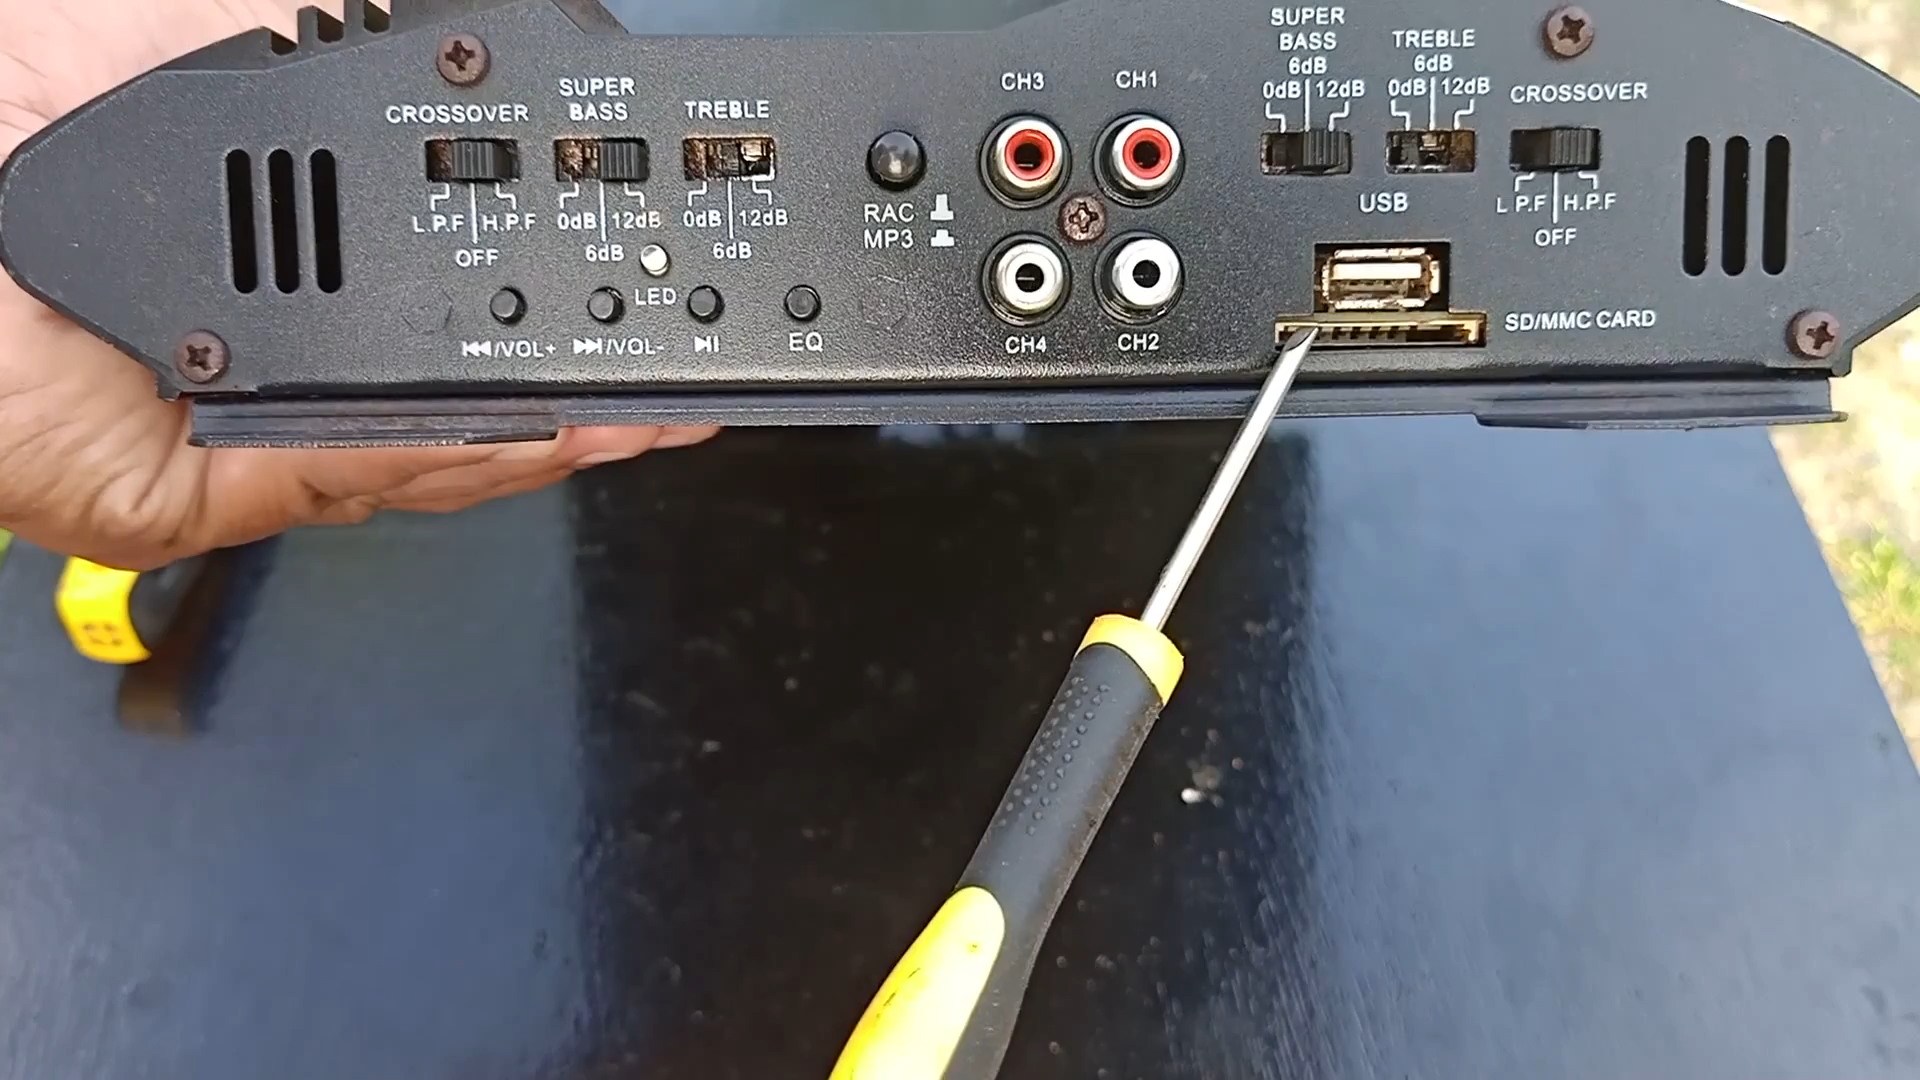 CROSSOVER
L.P.F H.P.F
OFF
SUPER
BASS
0dB 12dB
6dB
TREBLE
0dB 12dB
6dB
LED
/VOL+
/VOL-
EQ
RAC
MP3
CH3 CH1
CH4 CH2
SUPER
BASS
6dB
0dB 12dB
TREBLE
6dB
0dB 12dB
CROSSOVER
L P.F H.P.F
OFF
USB
SD/MMC CARD